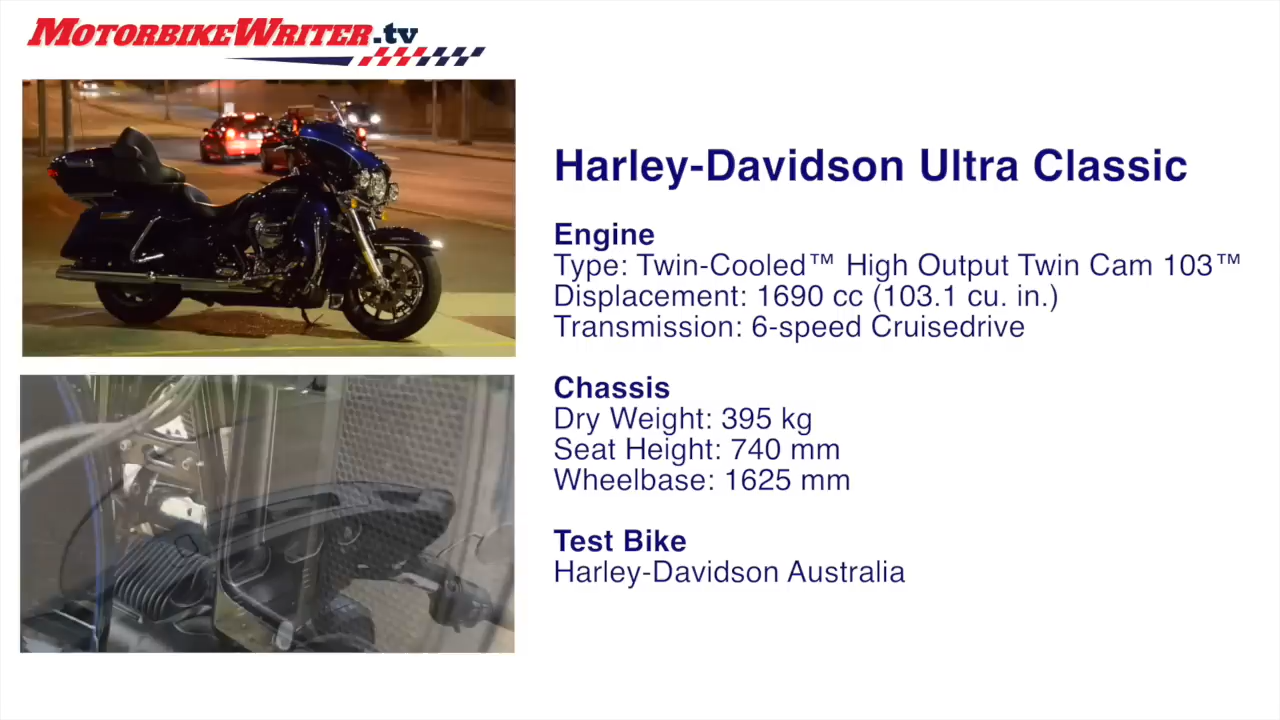 MOTORBIKEWRITER.tv
Harley-Davidson Ultra Classic
Engine
Type: Twin-Cooled™ High Output Twin Cam 103™
Displacement: 1690 cc (103.1 cu. in.)
Transmission: 6-speed Cruisedrive
Chassis
Dry Weight: 395 kg
Seat Height: 740 mm
Wheelbase: 1625 mm
Test Bike
Harley-Davidson Australia